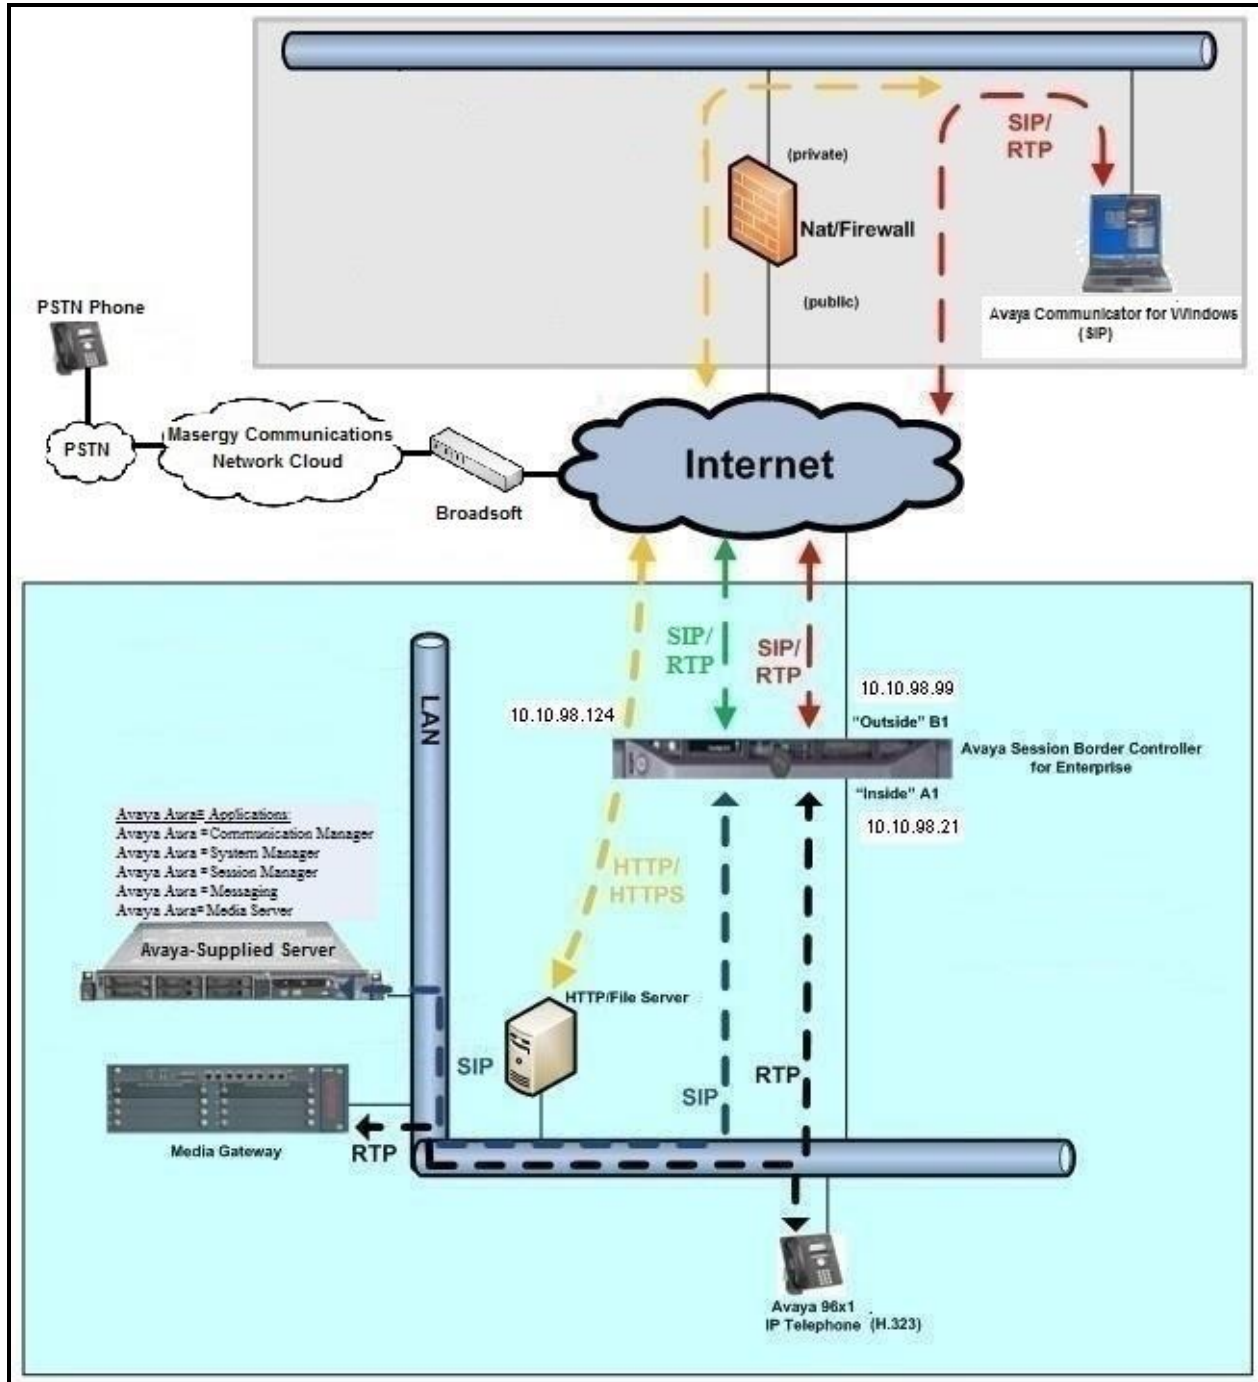 SIP/
RTP
(private)
Nat/Firewall
(public)
Avaya Communicator for Windows
(SIP)
PSTN Phone
PSTN
Masergy Communications
Network Cloud
Broadsoft
Internet
SIP/
RTP
SIP/
RTP
LAN
10.10.98.124
10.10.98.99
"Outside" B1
Avaya Session Border Controller
for Enterprise
"Inside" A1
10.10.98.21
Avaya Aura= Applications:
Avaya Aura =Communication Manager
Avaya Aura =System Manager
Avaya Aura =Session Manager
Avaya Aura =Messaging
Avaya Aura= Media Server
Avaya-Supplied Server
HTTP/
HTTPS
HTTP/File Server
SIP
SIP
RTP
Media Gateway
RTP
Avaya 96x1
IP Telephone (H.323)